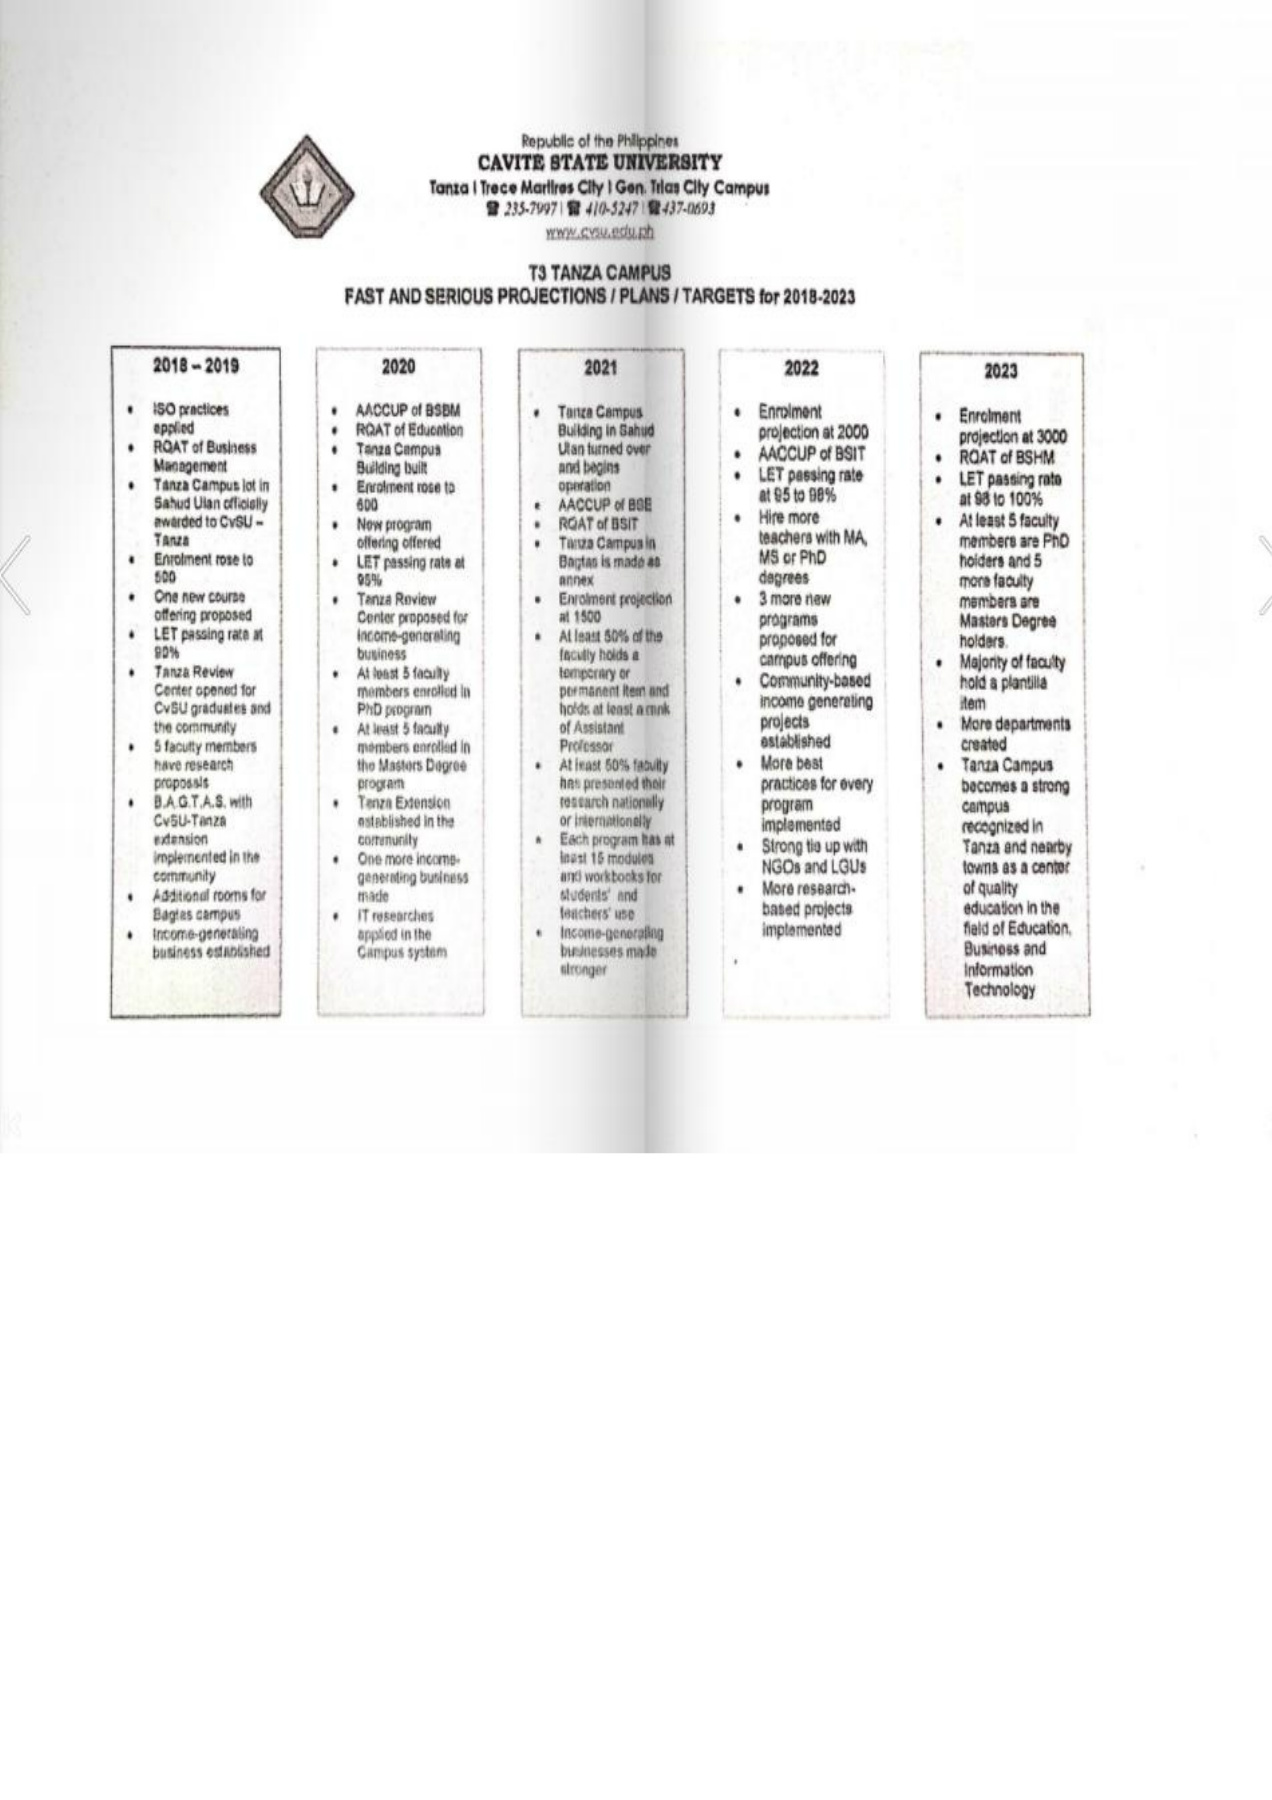 Republic of the Philippines
CAVITE STATE UNIVERSITY
Tanza | Trece Martires City | Gen. Trias City Campus
☎ 235-7997 | ☎ 410-5247 | ☎ 437-0693
www.cvsu.edu.ph
T3 TANZA CAMPUS
FAST AND SERIOUS PROJECTIONS / PLANS / TARGETS for 2018-2023
2018 – 2019
• ISO practices
applied
• RQAT of Business
Management
• Tanza Campus lot in
Sahud Ulan officially
awarded to CvSU –
Tanza
• Enrolment rose to
500
• One new course
offering proposed
• LET passing rate at
90%
• Tanza Review
Center opened for
CvSU graduates and
the community
• 5 faculty members
have research
proposals
• B.A.G.T.A.S. with
CvSU-Tanza
extension
implemented in the
community
• Additional rooms for
Bagtas campus
• Income-generating
business established
2020
• AACCUP of BSBM
• RQAT of Education
• Tanza Campus
Building built
• Enrolment rose to
600
• New program
offering offered
• LET passing rate at
95%
• Tanza Review
Center proposed for
income-generating
business
• At least 5 faculty
members enrolled in
PhD program
• At least 5 faculty
members enrolled in
the Masters Degree
program
• Tanza Extension
established in the
community
• One more income-
generating business
made
• IT researches
applied in the
Campus system
2021
• Tanza Campus
Building in Sahud
Ulan turned over
and begins
operation
• AACCUP of BSE
• RQAT of BSIT
• Tanza Campus in
Bagtas is made as
annex
• Enrolment projection
at 1500
• At least 50% of the
faculty holds a
temporary or
permanent item and
holds at least a rank
of Assistant
Professor
• At least 50% faculty
has presented their
research nationally
or internationally
• Each program has at
least 15 modules
and workbooks for
students' and
teachers' use
• Income-generating
businesses made
stronger
2022
• Enrolment
projection at 2000
• AACCUP of BSIT
• LET passing rate
at 95 to 98%
• Hire more
teachers with MA,
MS or PhD
degrees
• 3 more new
programs
proposed for
campus offering
• Community-based
income generating
projects
established
• More best
practices for every
program
implemented
• Strong tie up with
NGOs and LGUs
• More research-
based projects
implemented
2023
• Enrolment
projection at 3000
• RQAT of BSHM
• LET passing rate
at 98 to 100%
• At least 5 faculty
members are PhD
holders and 5
more faculty
members are
Masters Degree
holders.
• Majority of faculty
hold a plantilla
item
• More departments
created
• Tanza Campus
becomes a strong
campus
recognized in
Tanza and nearby
towns as a center
of quality
education in the
field of Education,
Business and
Information
Technology